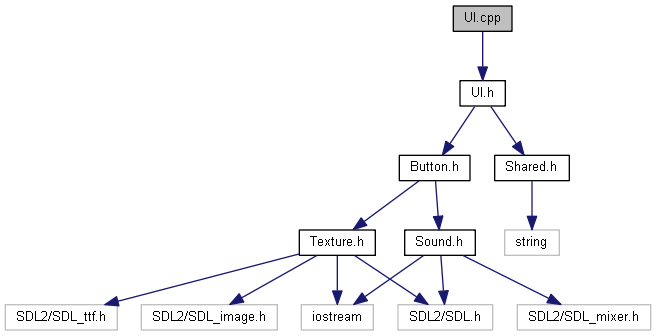 UI.cpp
UI.h
Button.h
Shared.h
Texture.h
Sound.h
string
SDL2/SDL_ttf.h
SDL2/SDL_image.h
iostream
SDL2/SDL.h
SDL2/SDL_mixer.h